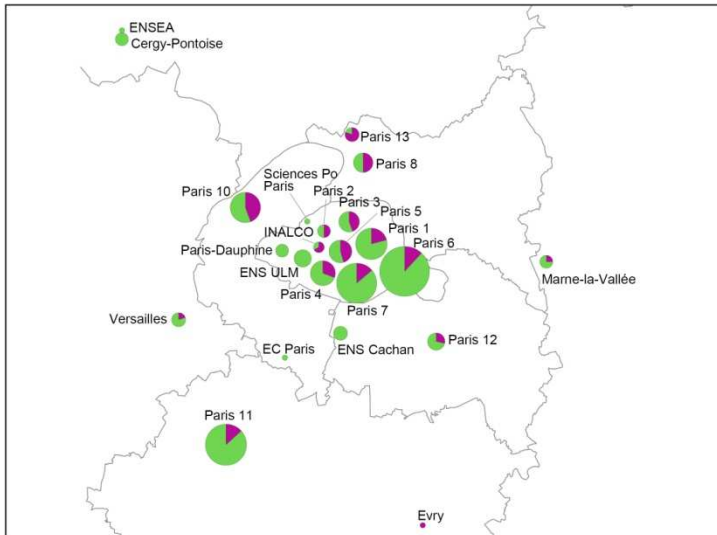 ENSEA
Cergy-Pontoise
Paris 13
Paris 8
Sciences Po
Paris
Paris 2
Paris 3
Paris 10
Paris 5
INALCO
Paris 1
Paris-Dauphine
Paris 6
ENS ULM
Marne-la-Vallée
Paris 4
Paris 7
Versailles
EC Paris
ENS Cachan
Paris 12
Paris 11
Evry